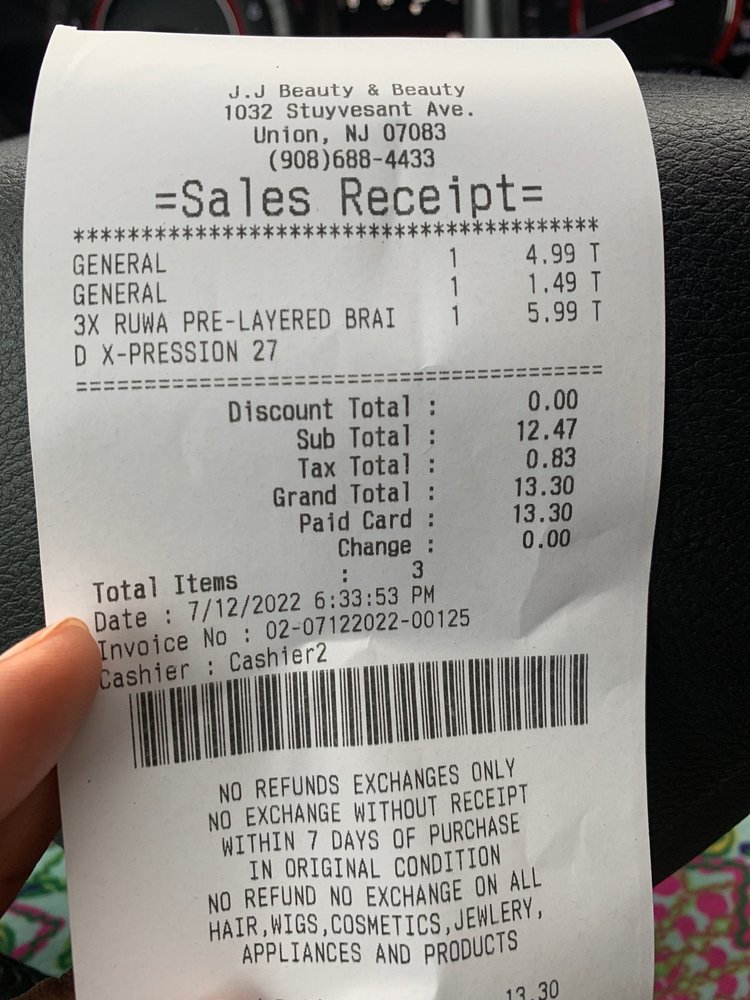 J.J Beauty & Beauty
1032 Stuyvesant Ave.
Union, NJ 07083
(908)688-4433
=Sales Receipt=
***************************************
GENERAL 1 4.99 T
GENERAL 1 1.49 T
3X RUWA PRE-LAYERED BRAI 1 5.99 T
D X-PRESSION 27
=======================================
Discount Total : 0.00
Sub Total : 12.47
Tax Total : 0.83
Grand Total : 13.30
Paid Card : 13.30
Change : 0.00
Total Items : 3
Date : 7/12/2022 6:33:53 PM
Invoice No : 02-07122022-00125
Cashier : Cashier2
NO REFUNDS EXCHANGES ONLY
NO EXCHANGE WITHOUT RECEIPT
WITHIN 7 DAYS OF PURCHASE
IN ORIGINAL CONDITION
NO REFUND NO EXCHANGE ON ALL
HAIR,WIGS,COSMETICS,JEWLERY,
APPLIANCES AND PRODUCTS
13.30